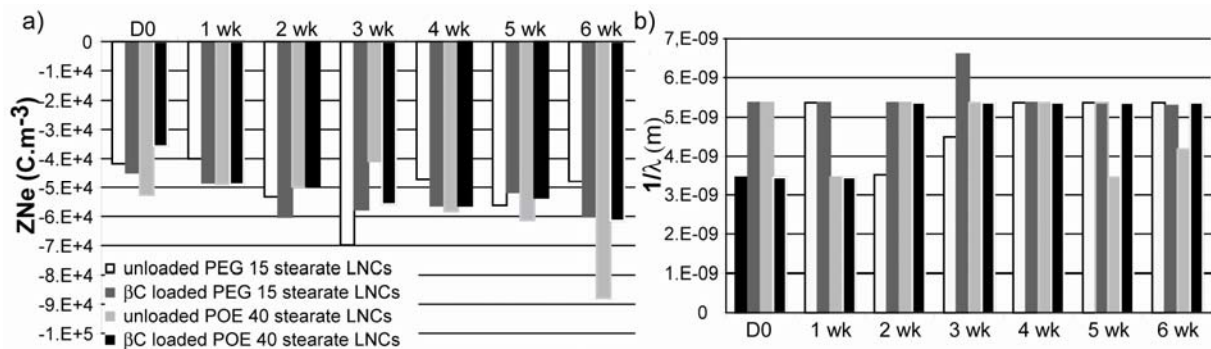 a)
D0 1 wk 2 wk 3 wk 4 wk 5 wk 6 wk
ZNe (C.m-3)
0
-1.E+4
-2.E+4
-3.E+4
-4.E+4
-5.E+4
-6.E+4
-7.E+4
-8.E+4
-9.E+4
-1.E+5
unloaded PEG 15 stearate LNCs
βC loaded PEG 15 stearate LNCs
unloaded POE 40 stearate LNCs
βC loaded POE 40 stearate LNCs
b)
1/λ (m)
7,E-09
6.E-09
5.E-09
4.E-09
3.E-09
2.E-09
1.E-09
0
D0 1 wk 2 wk 3 wk 4 wk 5 wk 6 wk